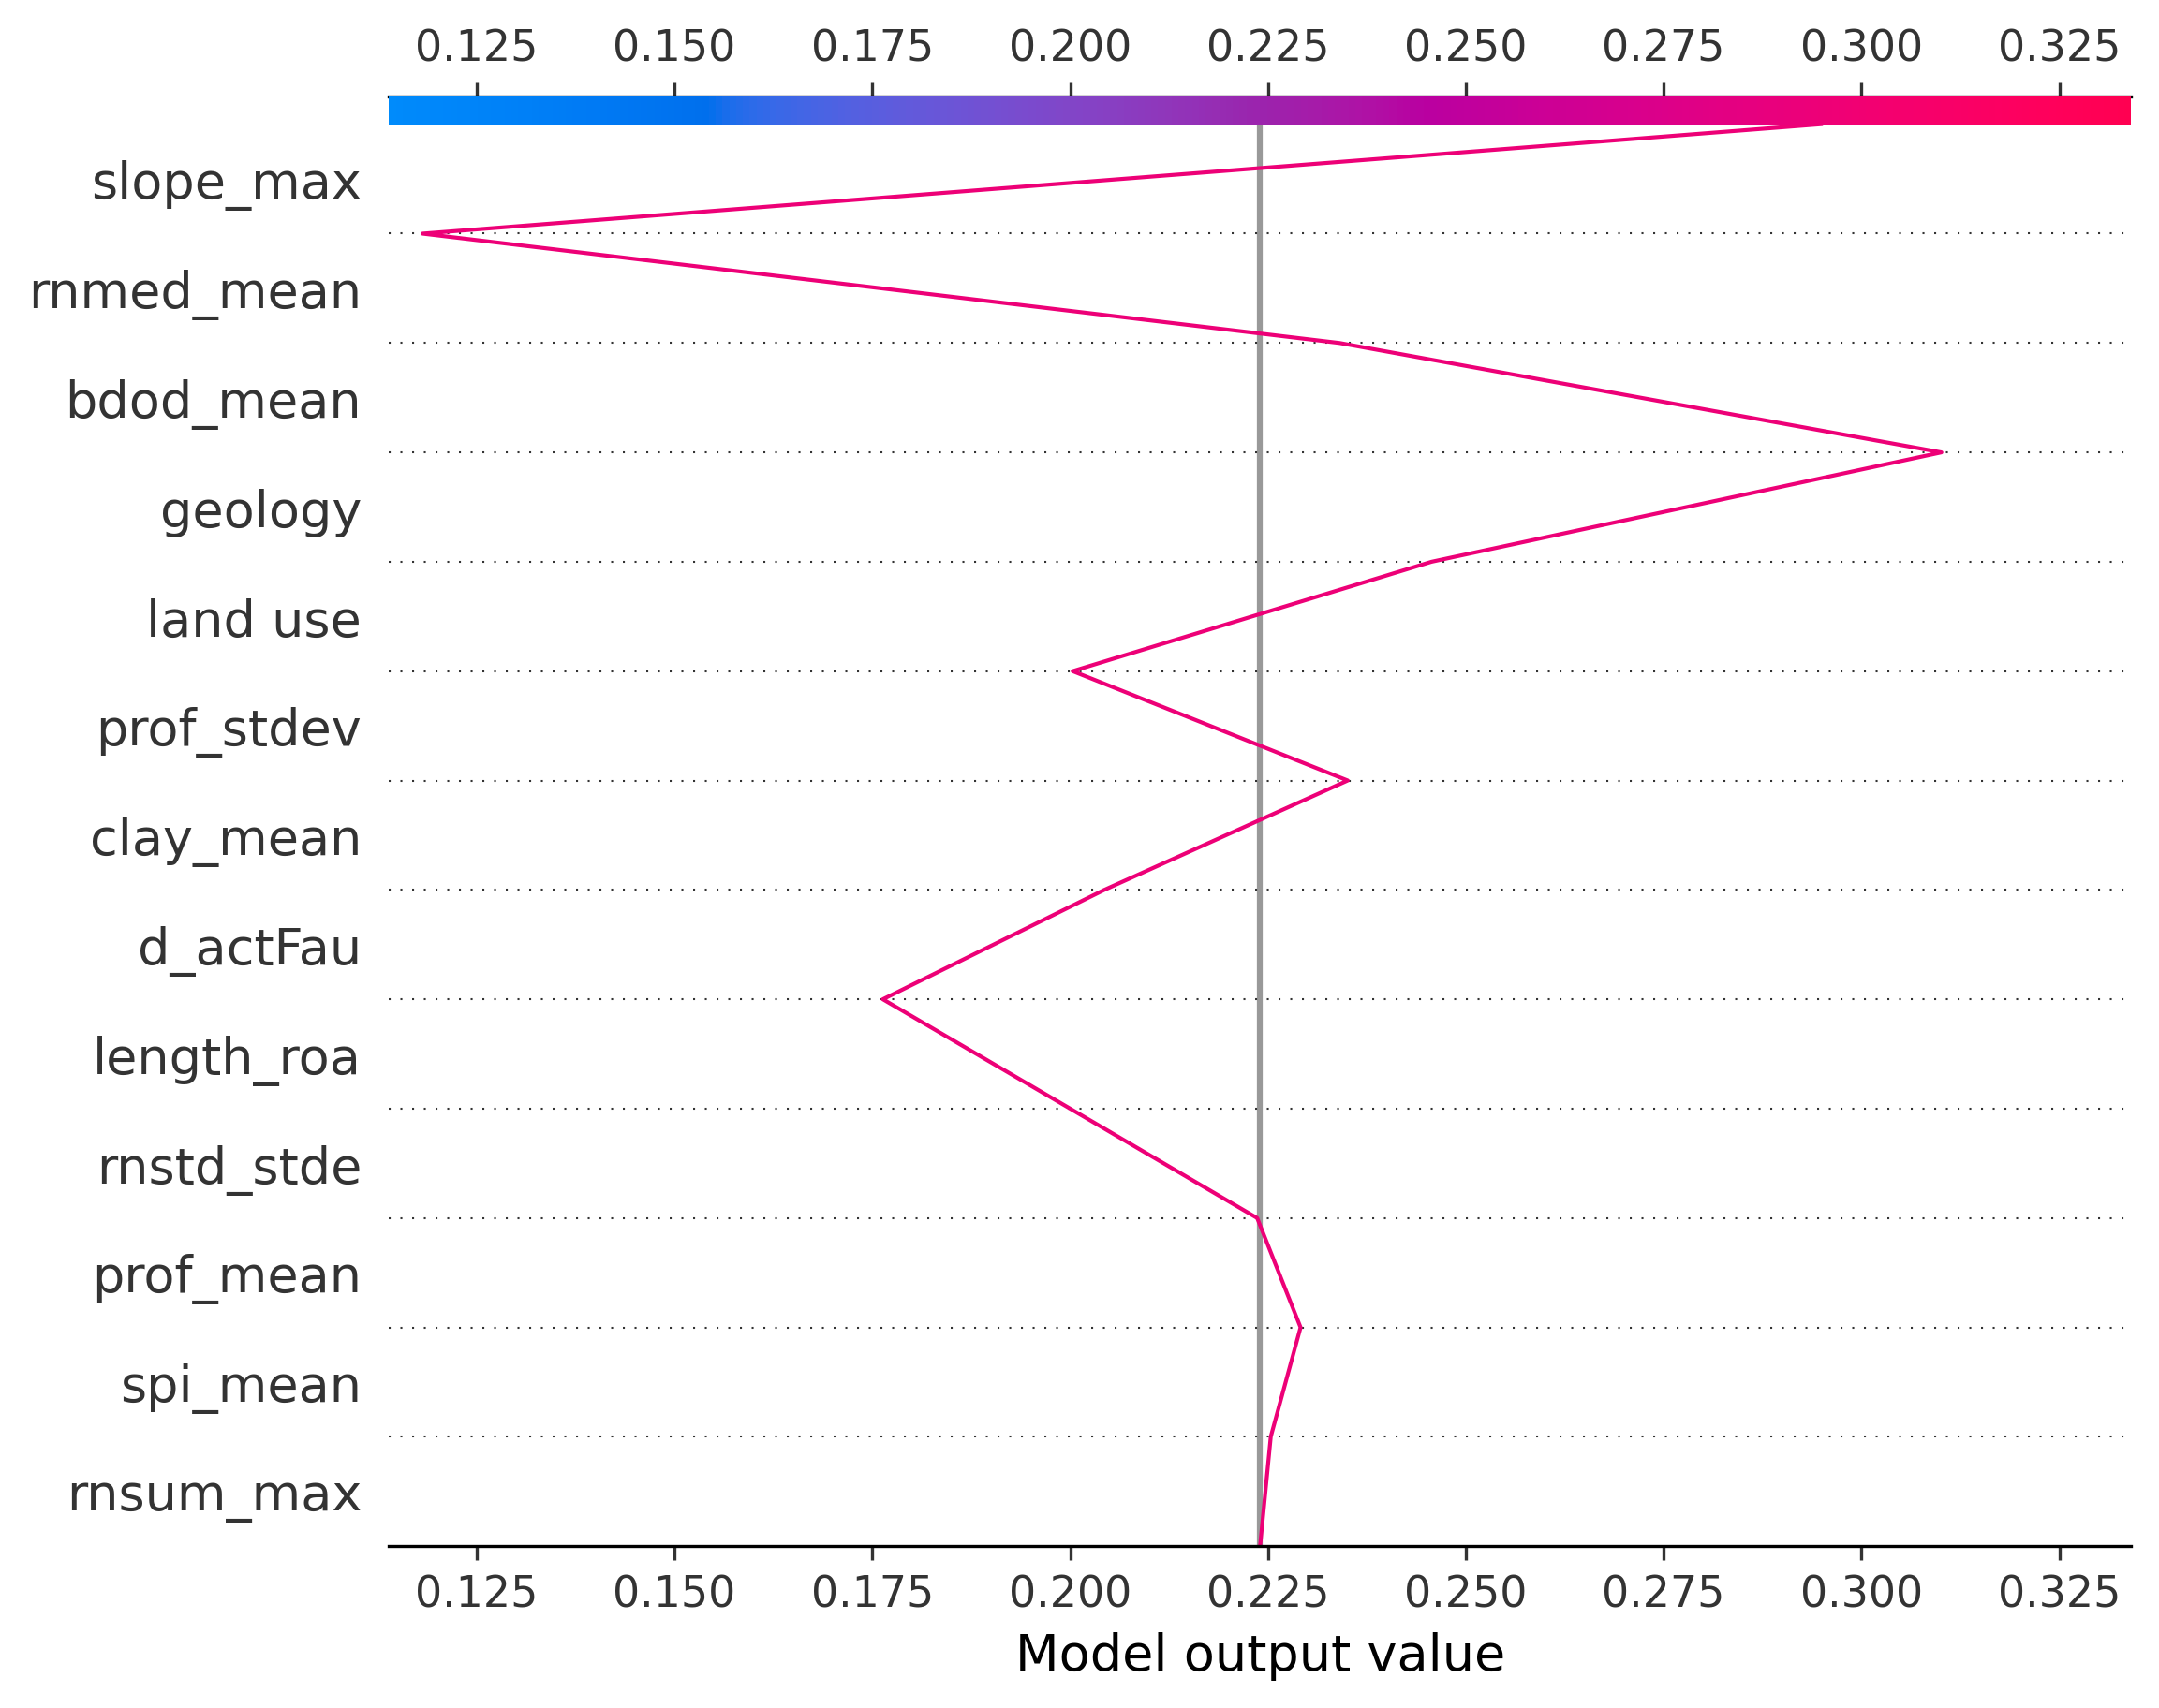 0.125 0.150 0.175 0.200 0.225 0.250 0.275 0.300 0.325
slope_max
rnmed_mean
bdod_mean
geology
land use
prof_stdev
clay_mean
d_actFau
length_roa
rnstd_stde
prof_mean
spi_mean
rnsum_max
0.125 0.150 0.175 0.200 0.225 0.250 0.275 0.300 0.325
Model output value